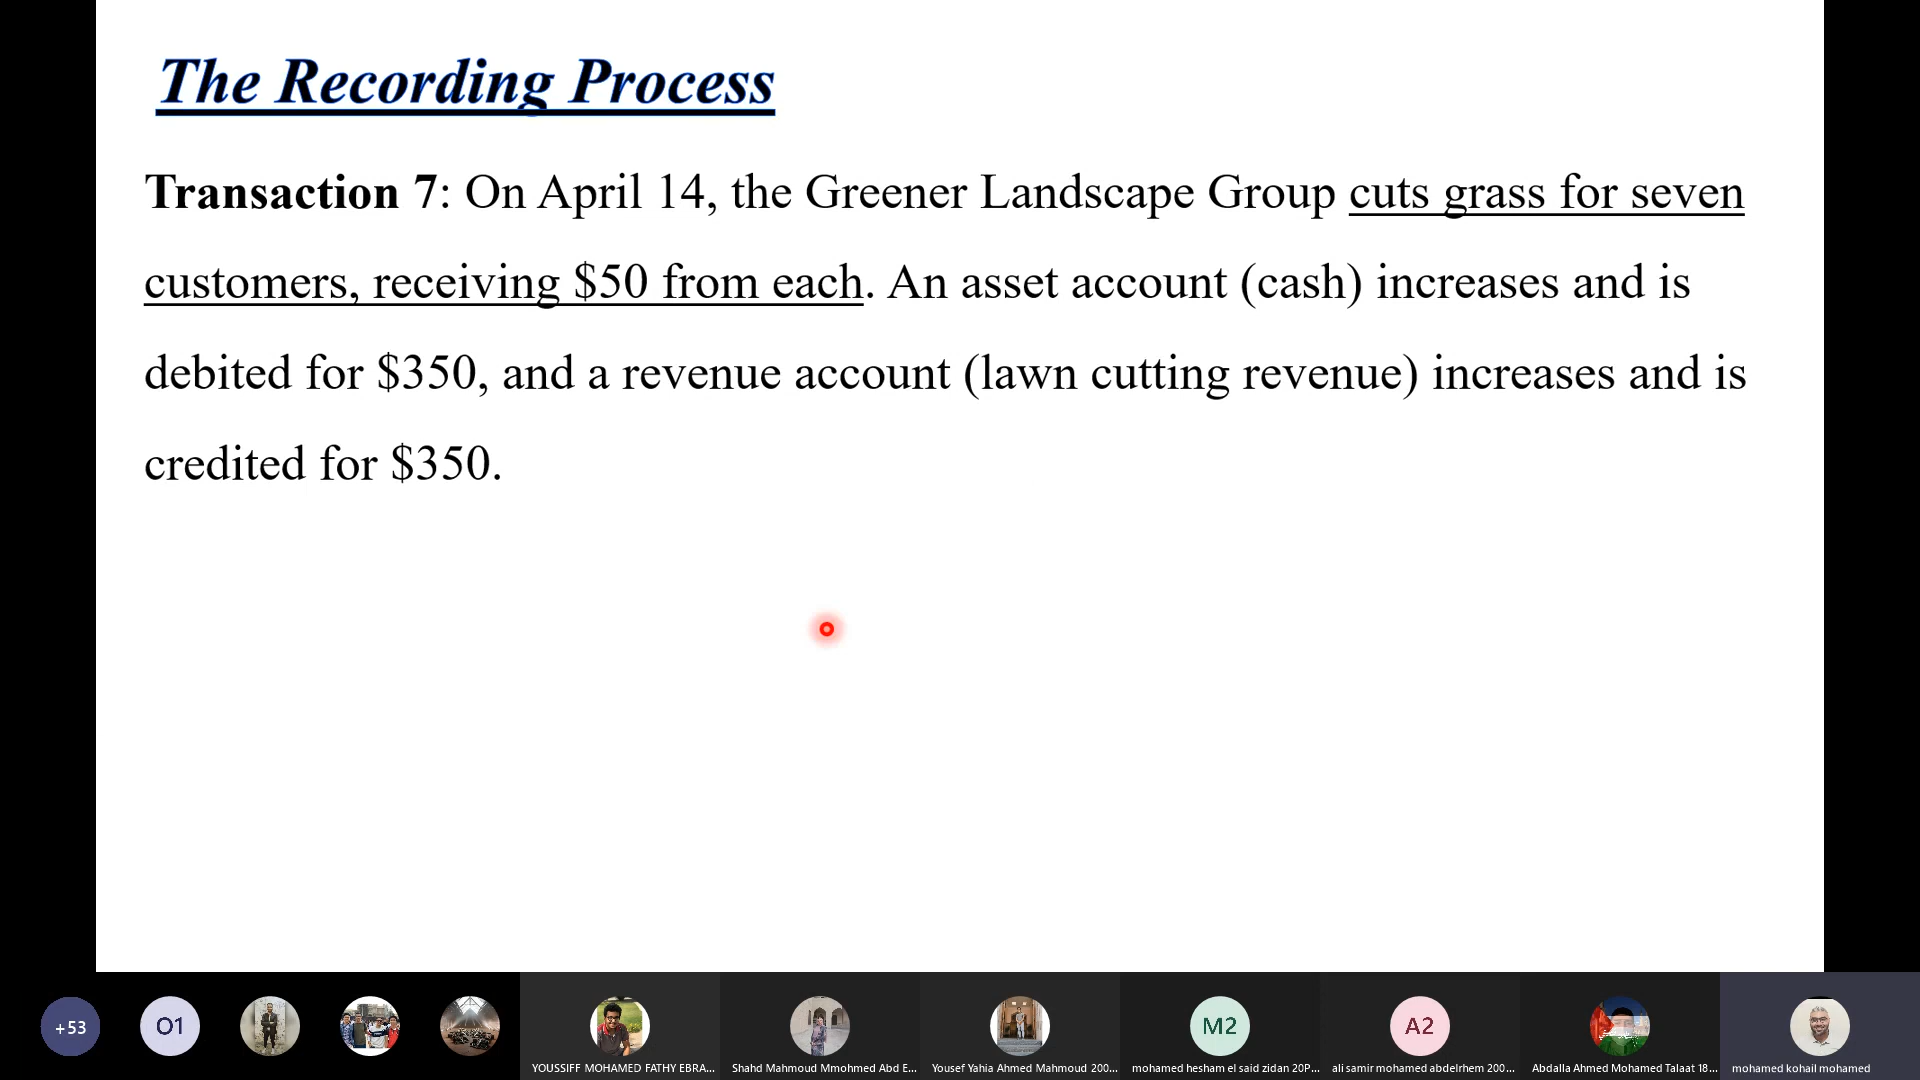 The Recording Process
Transaction 7: On April 14, the Greener Landscape Group cuts grass for seven
customers, receiving $50 from each. An asset account (cash) increases and is
debited for $350, and a revenue account (lawn cutting revenue) increases and is
credited for $350.
+53
O1
M2
A2
YOUSSIFF MOHAMED FATHY EBRA...
Shahd Mahmoud Mmohmed Abd E...
Yousef Yahia Ahmed Mahmoud 200...
mohamed hesham el said zidan 20P...
ali samir mohamed abdelrhem 200...
Abdalla Ahmed Mohamed Talaat 18...
mohamed kohail mohamed